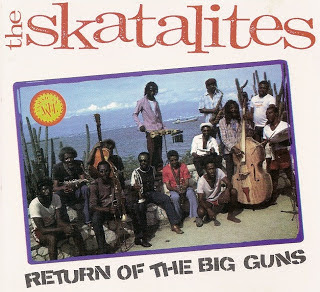 the skatalites
RETURN OF THE BIG GUNS